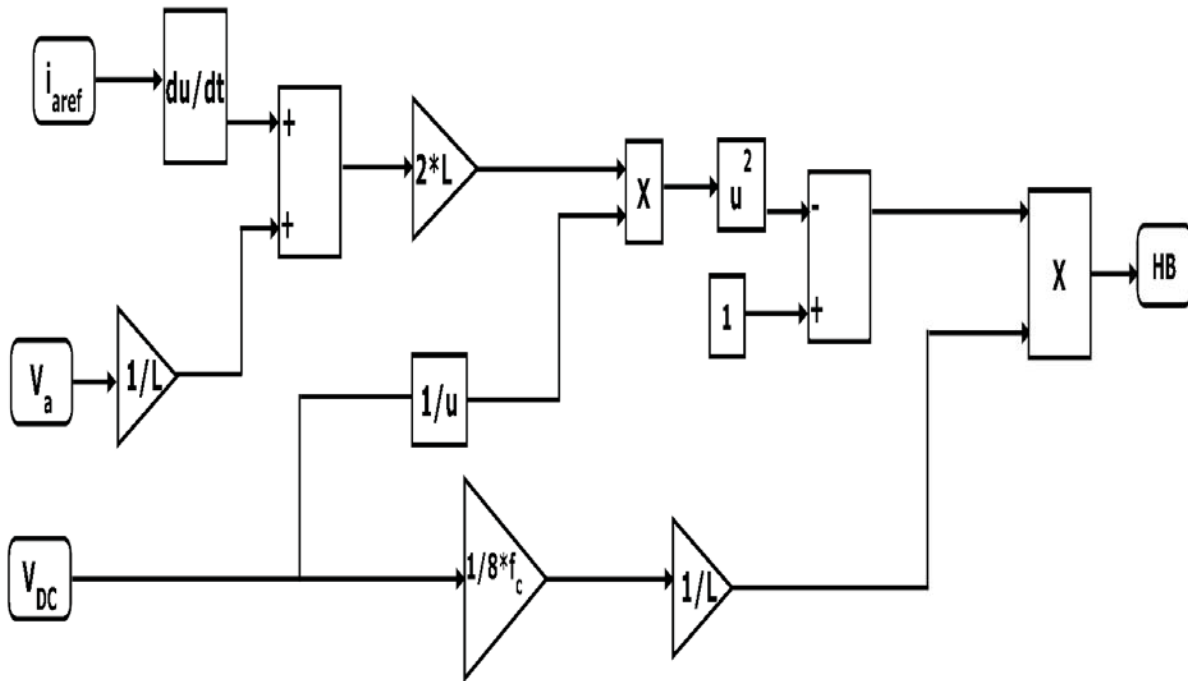 i_aref
du/dt
+
+
2*L
X
u^2
-
1
+
X
HB
V_a
1/L
1/u
V_DC
1/8*f_c
1/L